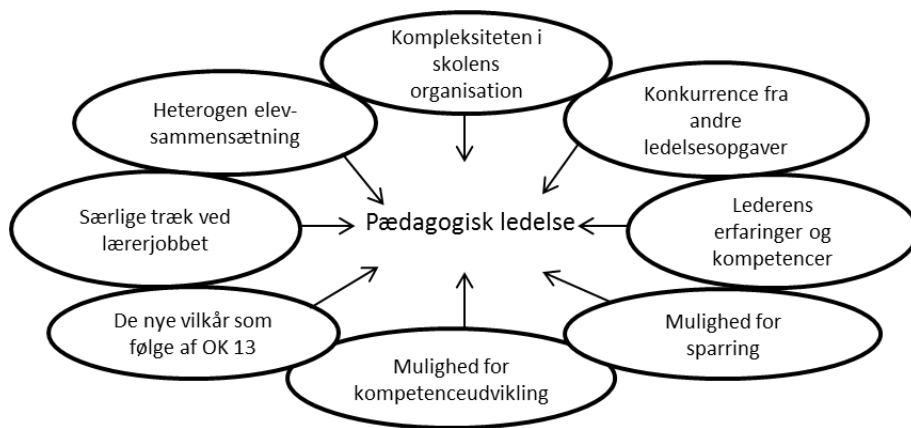 Kompleksiteten i
skolens
organisation
Heterogen elev-
sammensætning
Konkurrence fra
andre
ledelsesopgaver
Særlige træk ved
lærerjobbet
Pædagogisk ledelse
Lederens
erfaringer og
kompetencer
De nye vilkår som
følge af OK 13
Mulighed for
kompetenceudvikling
Mulighed for
sparring